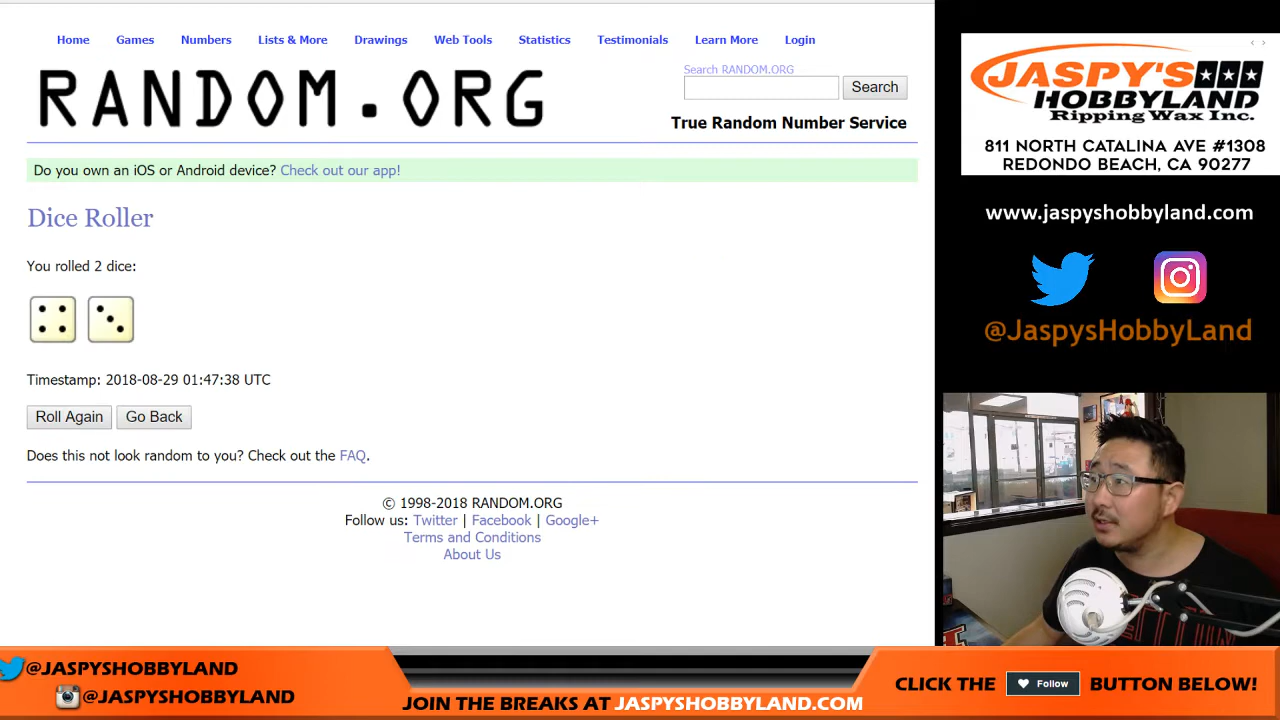 Home Games Numbers Lists & More Drawings Web Tools Statistics Testimonials Learn More Login
RANDOM.ORG
Search RANDOM.ORG
Search
True Random Number Service
Do you own an iOS or Android device? Check out our app!
Dice Roller
You rolled 2 dice:
Timestamp: 2018-08-29 01:47:38 UTC
Roll Again Go Back
Does this not look random to you? Check out the FAQ.
© 1998-2018 RANDOM.ORG
Follow us: Twitter | Facebook | Google+
Terms and Conditions
About Us
JASPY'S
HOBBYLAND
Ripping Wax Inc.
811 NORTH CATALINA AVE #1308
REDONDO BEACH, CA 90277
www.jaspyshobbyland.com
@JaspysHobbyLand
@JASPYSHOBBYLAND
@JASPYSHOBBYLAND
JOIN THE BREAKS AT JASPYSHOBBYLAND.COM
CLICK THE Follow BUTTON BELOW!